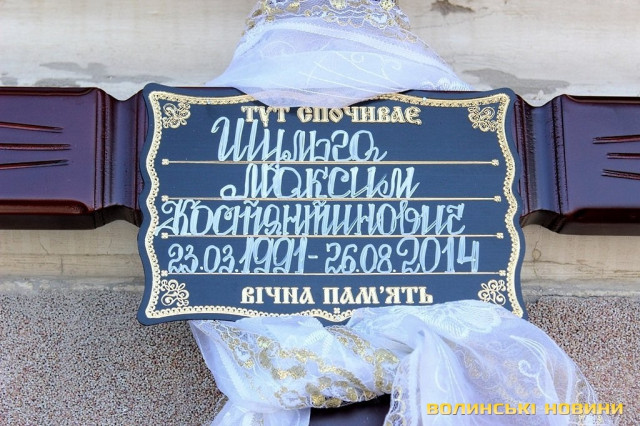 ТУТ СПОЧИВАЄ
Шульга
Максим
Костянтинович
23.03.1991-26.08.2014
ВІЧНА ПАМ'ЯТЬ
ВОЛИНСЬКІ НОВИНИ